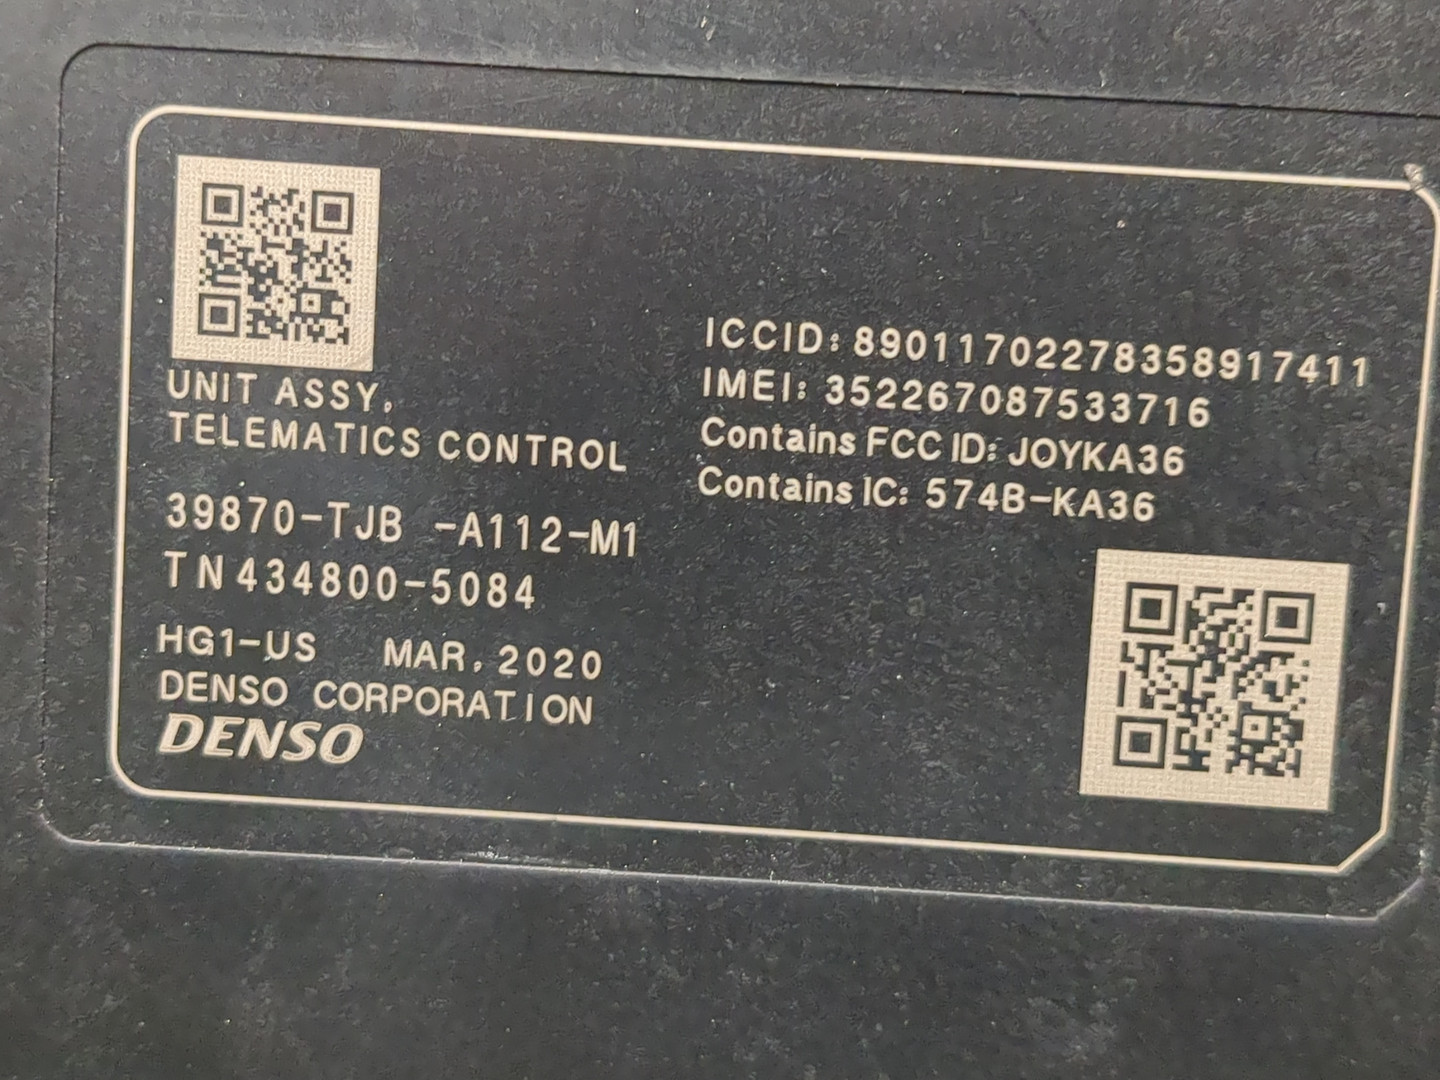 UNIT ASSY,
TELEMATICS CONTROL
39870-TJB -A112-M1
TN434800-5084
HG1-US MAR. 2020
DENSO CORPORATION
DENSO
ICCID: 89011702278358917411
IMEI: 352267087533716
Contains FCC ID: JOYKA36
Contains IC: 574B-KA36